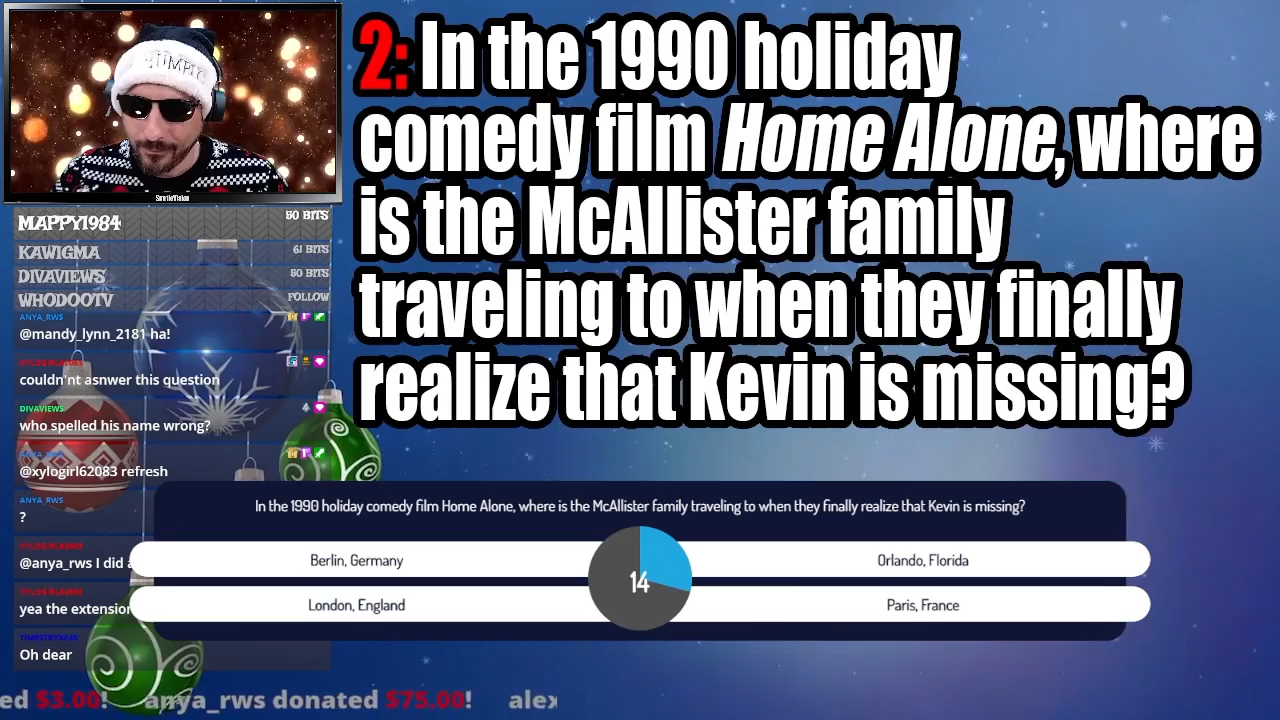 STIMPY
SmartieVision
MAPPY1984 50 BITS
KAWIGMA 61 BITS
DIVAVIEWS 50 BITS
WHODOOTV FOLLOW
ANYA_RWS
@mandy_lynn_2181 ha!
couldn'nt asnwer this question
DIVAVIEWS
who spelled his name wrong?
ANYA_RWS
@xylogirl62083 refresh
ANYA_RWS
?
@anya_rws I did a
yea the extension
Oh dear
2: In the 1990 holiday
comedy film Home Alone, where
is the McAllister family
traveling to when they finally
realize that Kevin is missing?
In the 1990 holiday comedy film Home Alone, where is the McAllister family traveling to when they finally realize that Kevin is missing?
Berlin, Germany
Orlando, Florida
14
London, England
Paris, France
ed $3.00! anya_rws donated $75.00! alex